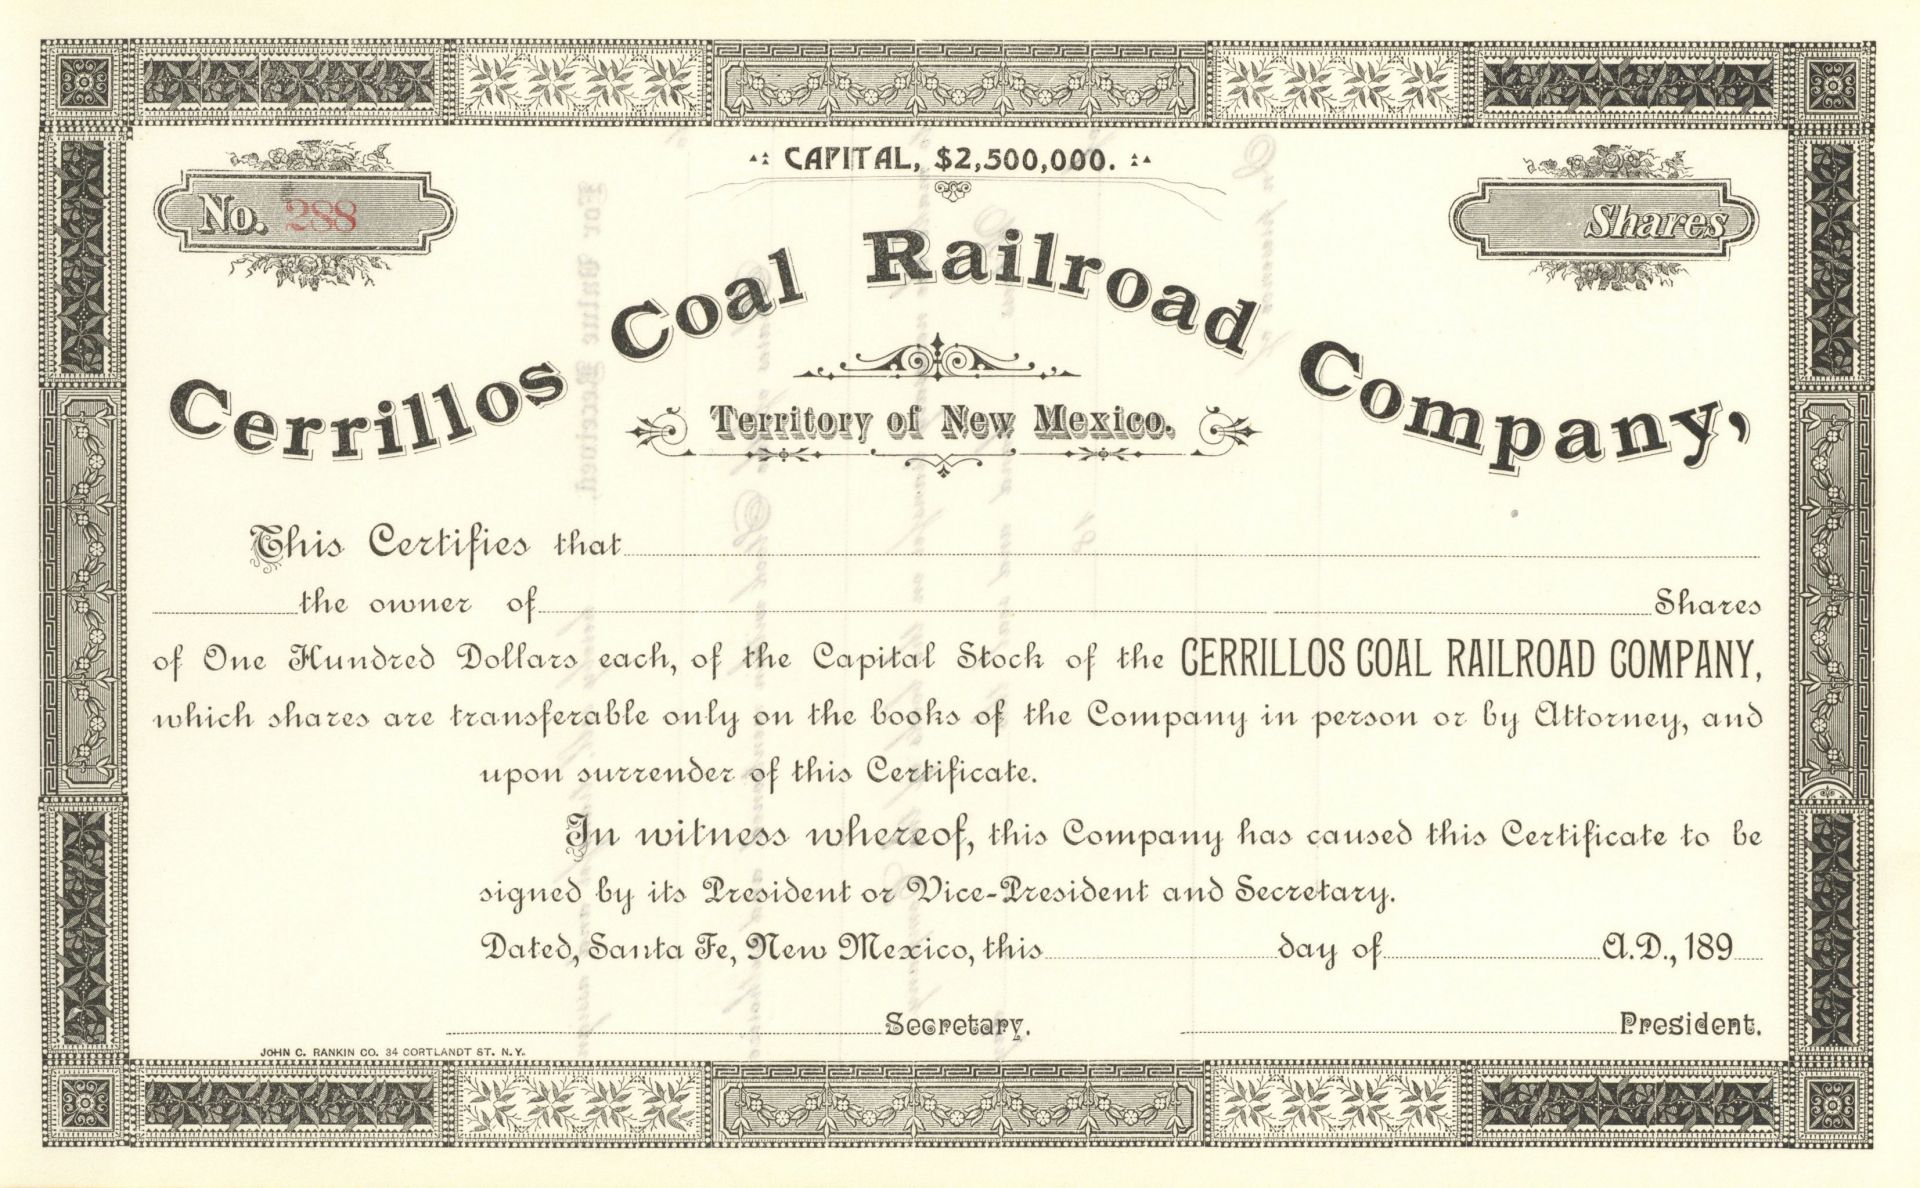 CAPITAL, $2,500,000.
No. 288
Shares
Cerrillos Coal Railroad Company,
Territory of New Mexico.
This Certifies that
the owner of Shares
of One Hundred Dollars each, of the Capital Stock of the CERRILLOS COAL RAILROAD COMPANY,
which shares are transferable only on the books of the Company in person or by Attorney, and
upon surrender of this Certificate.
In witness whereof, this Company has caused this Certificate to be
signed by its President or Vice-President and Secretary.
Dated, Santa Fe, New Mexico, this day of A.D., 189
Secretary. President.
JOHN C. RANKIN CO. 34 CORTLANDT ST. N.Y.
For Value Received,